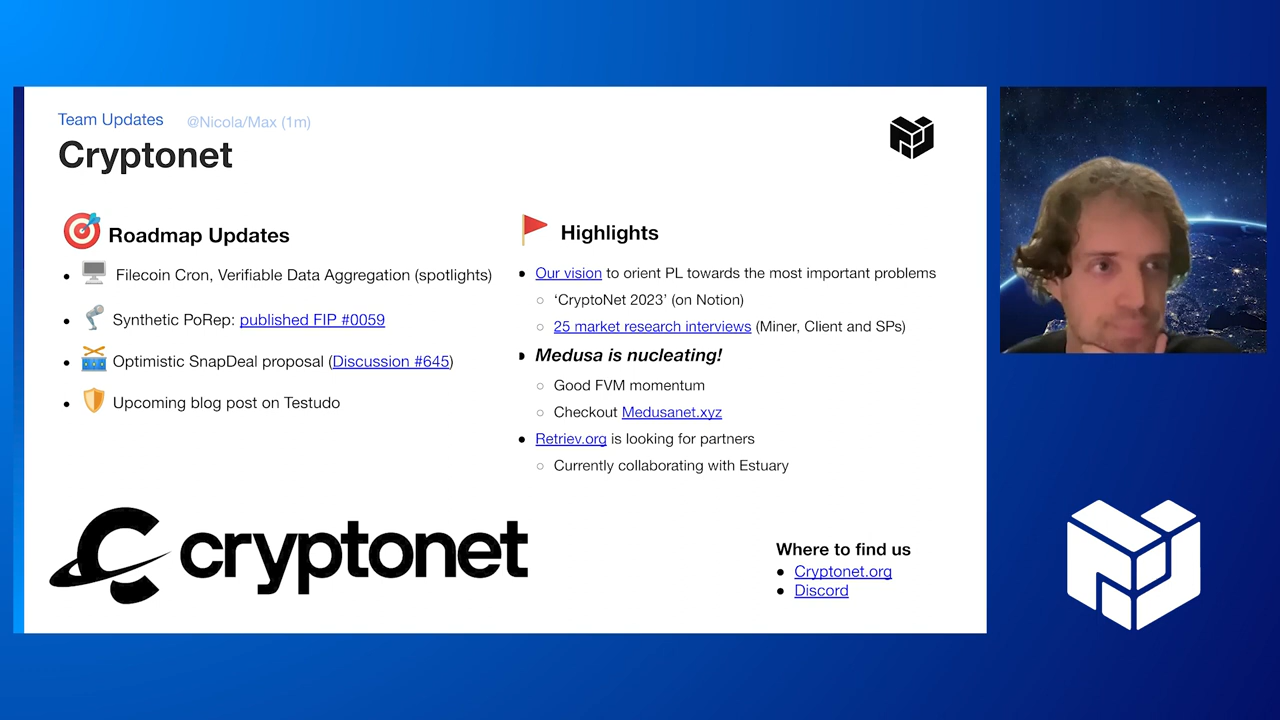 Team Updates @Nicola/Max (1m)
Cryptonet
Roadmap Updates
Filecoin Cron, Verifiable Data Aggregation (spotlights)
Synthetic PoRep: published FIP #0059
Optimistic SnapDeal proposal (Discussion #645)
Upcoming blog post on Testudo
Highlights
Our vision to orient PL towards the most important problems
‘CryptoNet 2023’ (on Notion)
25 market research interviews (Miner, Client and SPs)
Medusa is nucleating!
Good FVM momentum
Checkout Medusanet.xyz
Retriev.org is looking for partners
Currently collaborating with Estuary
cryptonet
Where to find us
Cryptonet.org
Discord